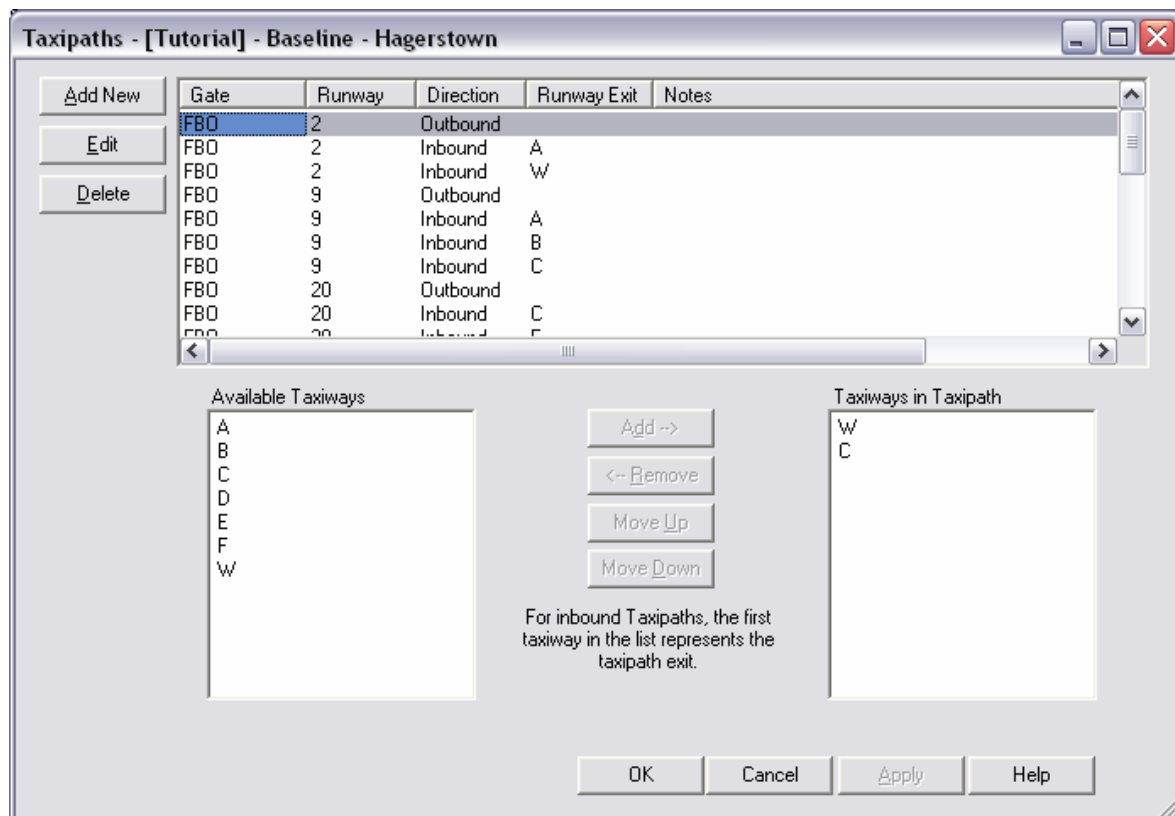 Taxipaths - [Tutorial] - Baseline - Hagerstown
Add New
Edit
Delete
Gate Runway Direction Runway Exit Notes
FBO 2 Outbound
FBO 2 Inbound A
FBO 2 Inbound W
FBO 9 Outbound
FBO 9 Inbound A
FBO 9 Inbound B
FBO 9 Inbound C
FBO 20 Outbound
FBO 20 Inbound C
FBO 20 Inbound
Available Taxiways
A
B
C
D
E
F
W
Add -->
<-- Remove
Move Up
Move Down
For inbound Taxipaths, the first
taxiway in the list represents the
taxipath exit.
Taxiways in Taxipath
W
C
OK Cancel Apply Help